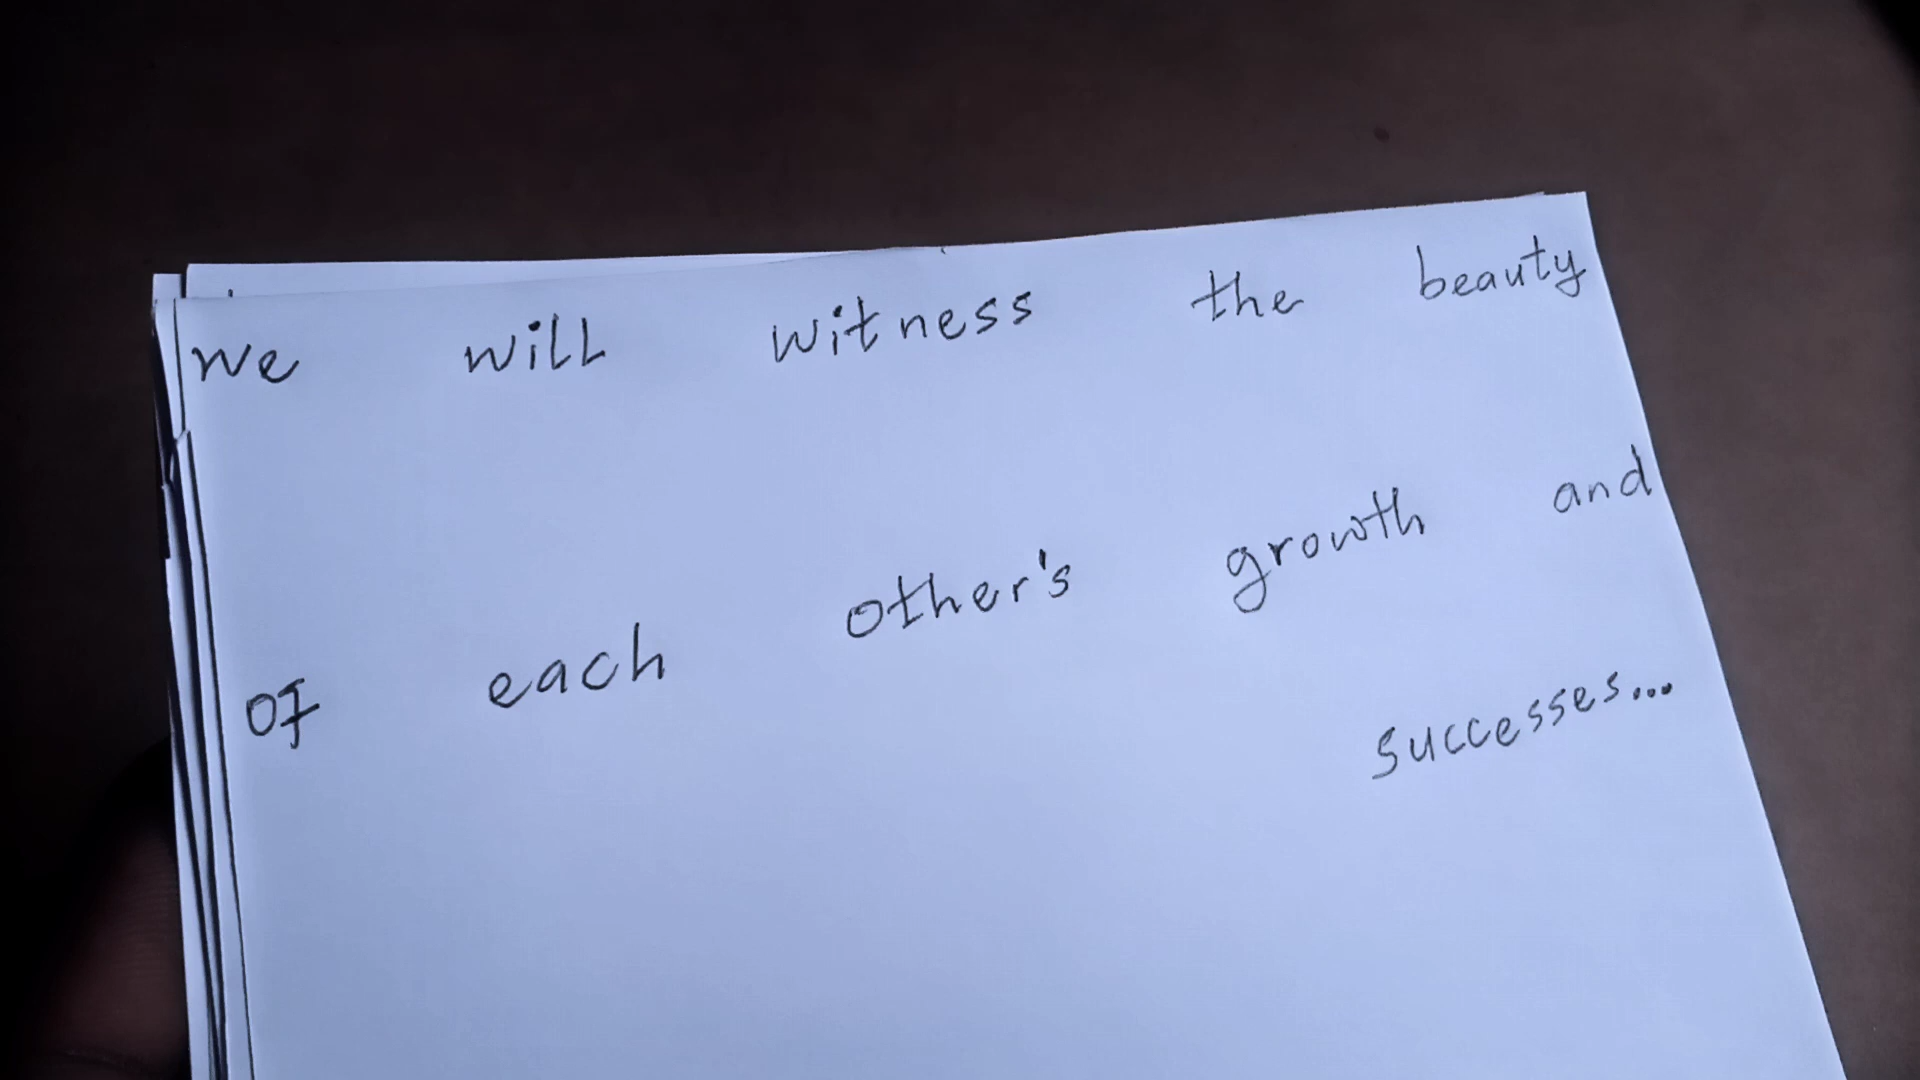 we will witness the beauty
of each other's growth and
successes...